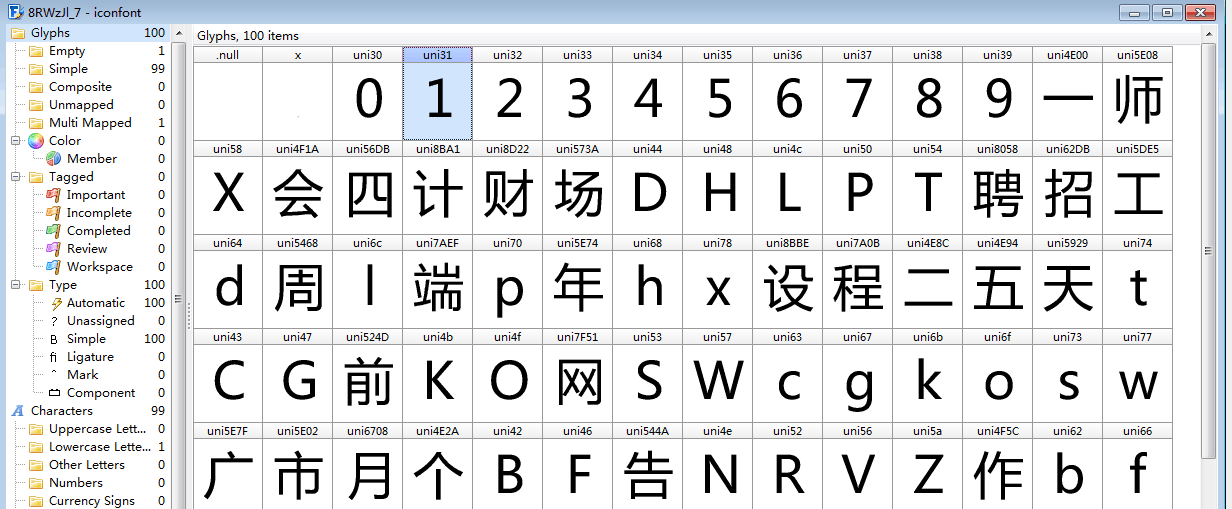 8RWzJl_7 - iconfont
Glyphs 100
Empty 1
Simple 99
Composite 0
Unmapped 0
Multi Mapped 1
Color 0
Member 0
Tagged 0
Important 0
Incomplete 0
Completed 0
Review 0
Workspace 0
Type 100
Automatic 100
? Unassigned 0
B Simple 100
fi Ligature 0
^ Mark 0
Component 0
A Characters 99
Uppercase Lett... 0
Lowercase Lette... 1
Other Letters 0
Numbers 0
Currency Signs 0
Glyphs, 100 items
.null x uni30 uni31 uni32 uni33 uni34 uni35 uni36 uni37 uni38 uni39 uni4E00 uni5E08
0 1 2 3 4 5 6 7 8 9 一 师
uni58 uni4F1A uni56DB uni8BA1 uni8D22 uni573A uni44 uni48 uni4c uni50 uni54 uni8058 uni62DB uni5DE5
X 会 四 计 财 场 D H L P T 聘 招 工
uni64 uni5468 uni6c uni7AEF uni70 uni5E74 uni68 uni78 uni8BBE uni7A0B uni4E8C uni4E94 uni5929 uni74
d 周 l 端 p 年 h x 设 程 二 五 天 t
uni43 uni47 uni524D uni4b uni4f uni7F51 uni53 uni57 uni63 uni67 uni6b uni6f uni73 uni77
C G 前 K O 网 S W c g k o s w
uni5E7F uni5E02 uni6708 uni4E2A uni42 uni46 uni544A uni4e uni52 uni56 uni5a uni4F5C uni62 uni66
广 市 月 个 B F 告 N R V Z 作 b f